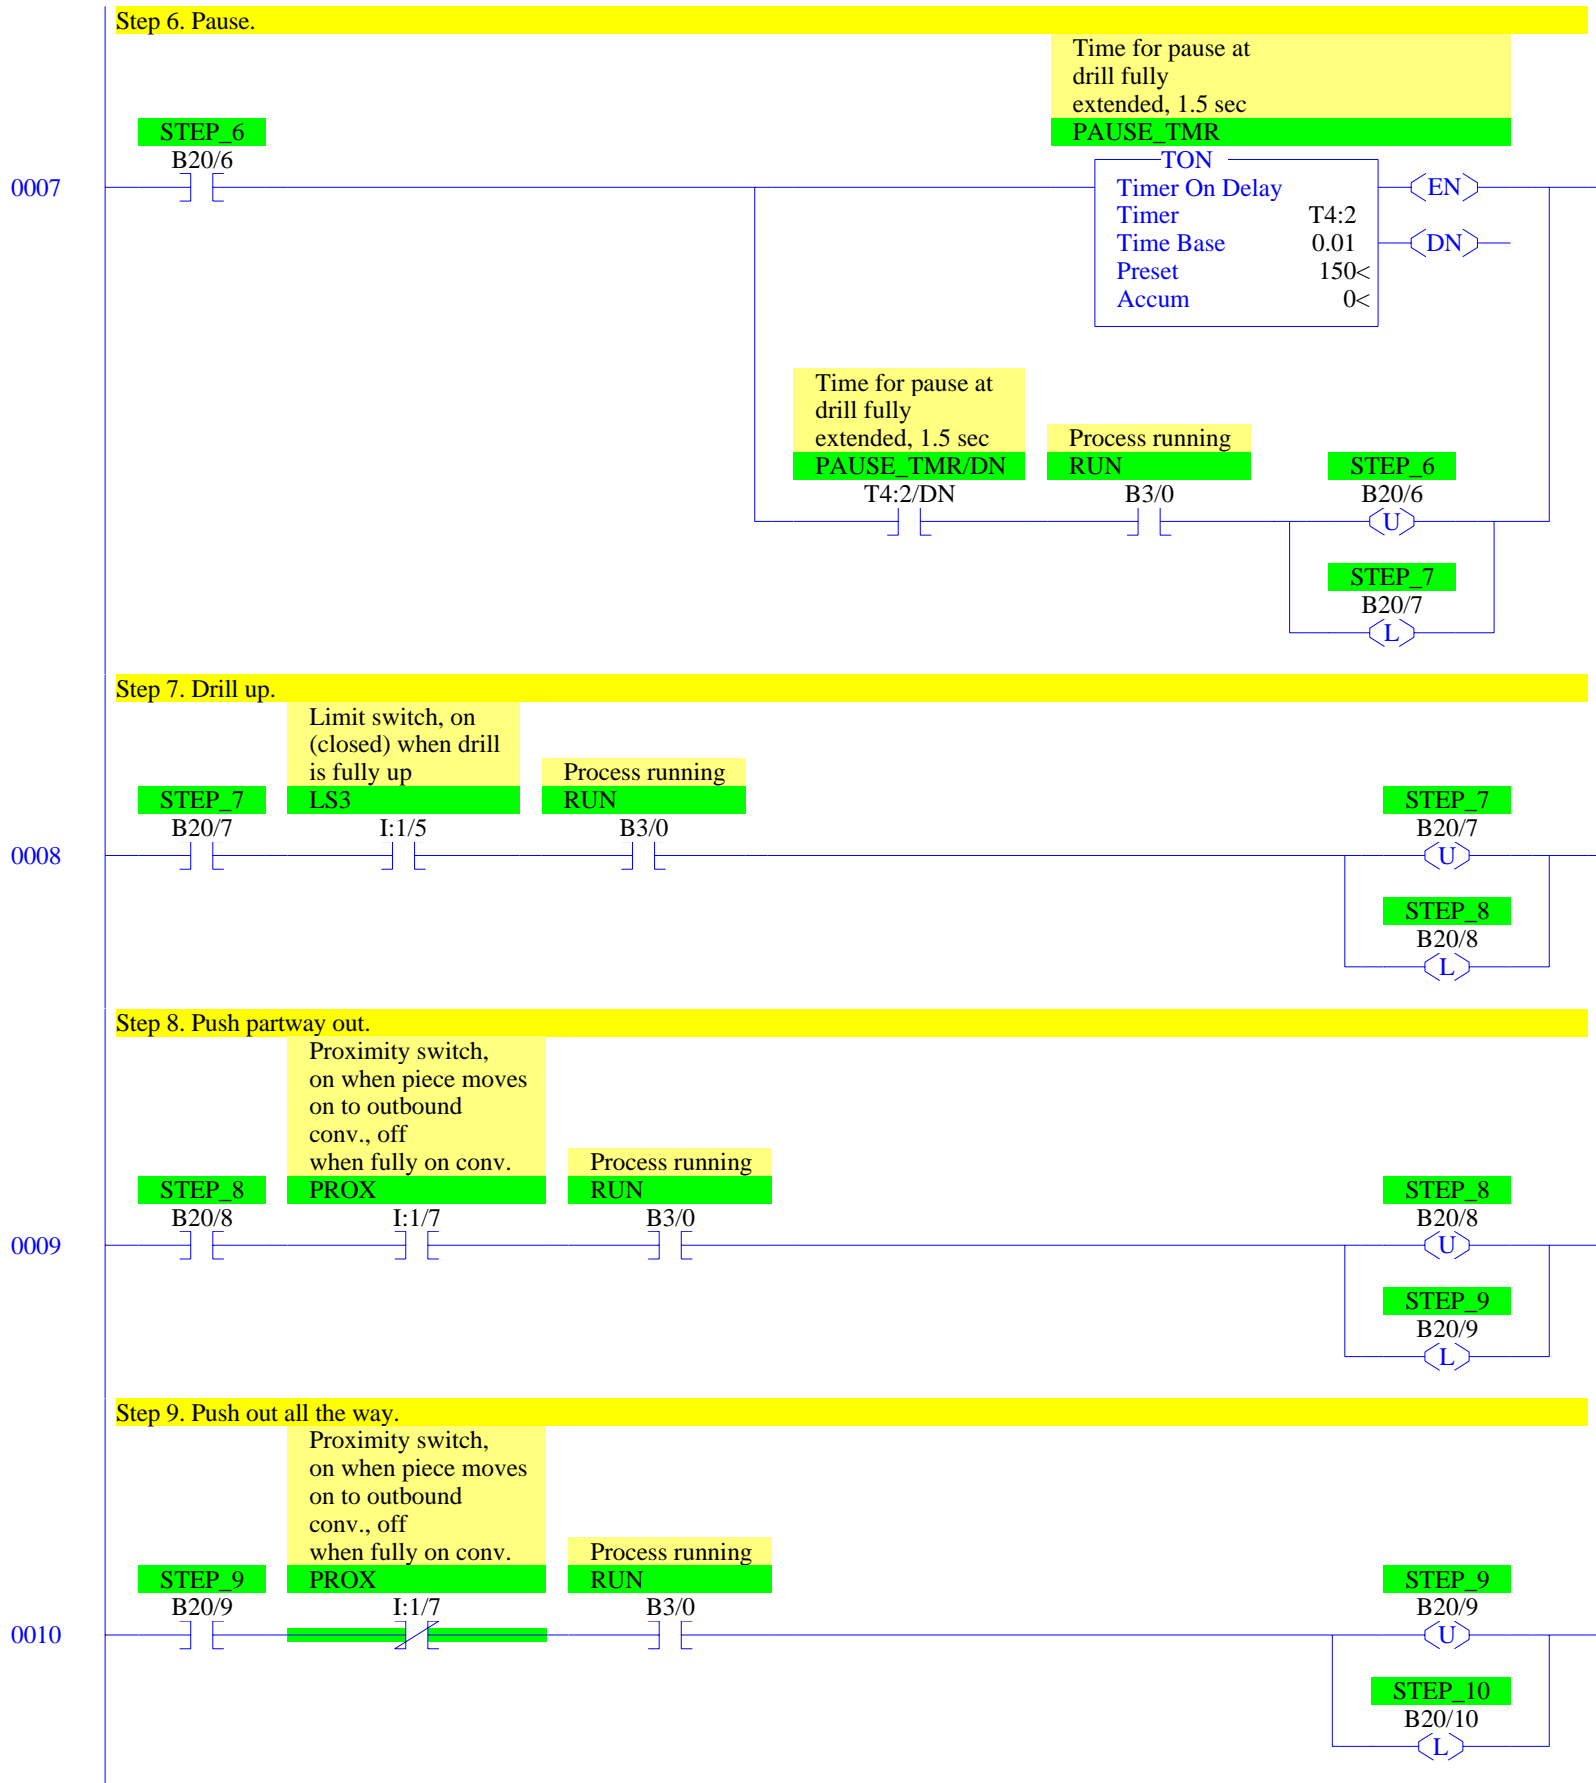 Step 6. Pause.
Time for pause at
drill fully
extended, 1.5 sec
STEP_6
PAUSE_TMR
B20/6
TON
0007
Timer On Delay
EN
Timer T4:2
Time Base 0.01
DN
Preset 150<
Accum 0<
Time for pause at
drill fully
extended, 1.5 sec
Process running
PAUSE_TMR/DN
RUN
STEP_6
T4:2/DN
B3/0
B20/6
U
STEP_7
B20/7
L
Step 7. Drill up.
Limit switch, on
(closed) when drill
is fully up
Process running
STEP_7
LS3
RUN
STEP_7
B20/7
I:1/5
B3/0
B20/7
0008
U
STEP_8
B20/8
L
Step 8. Push partway out.
Proximity switch,
on when piece moves
on to outbound
conv., off
when fully on conv.
Process running
STEP_8
PROX
RUN
STEP_8
B20/8
I:1/7
B3/0
B20/8
0009
U
STEP_9
B20/9
L
Step 9. Push out all the way.
Proximity switch,
on when piece moves
on to outbound
conv., off
when fully on conv.
Process running
STEP_9
PROX
RUN
STEP_9
B20/9
I:1/7
B3/0
B20/9
0010
U
STEP_10
B20/10
L